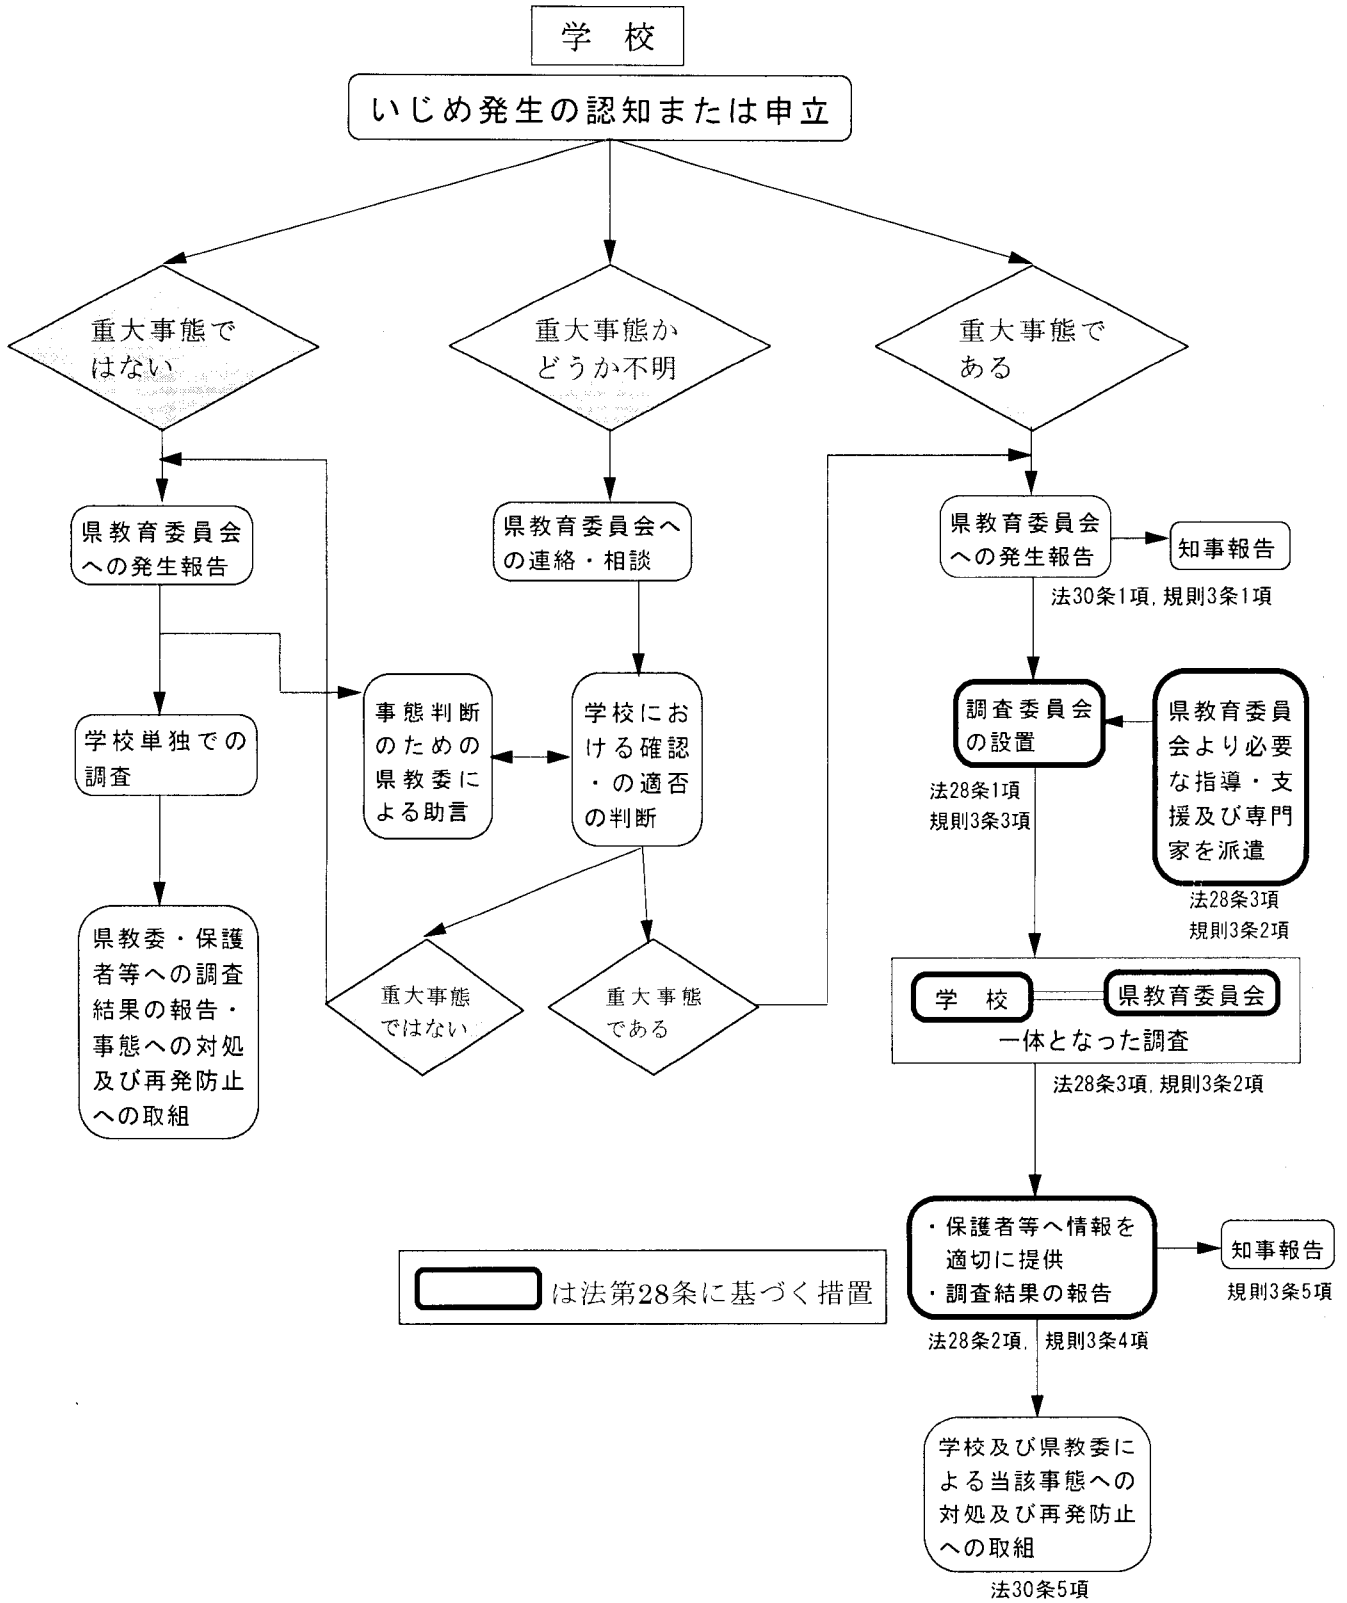 学 校
いじめ発生の認知または申立
重大事態で
はない
重大事態か
どうか不明
重大事態で
ある
県教育委員会
への発生報告
県教育委員会へ
の連絡・相談
県教育委員会
への発生報告
知事報告
法30条1項, 規則3条1項
学校単独での
調査
事態判断
のための
県教委に
よる助言
学校にお
ける確認
・の適否
の判断
調査委員会
の設置
法28条1項
規則3条3項
県教育委員
会より必要
な指導・支
援及び専門
家を派遣
法28条3項
規則3条2項
県教委・保護
者等への調査
結果の報告・
事態への対処
及び再発防止
への取組
重大事態
ではない
重大事態
である
学 校
県教育委員会
一体となった調査
法28条3項, 規則3条2項
・保護者等へ情報を
適切に提供
・調査結果の報告
知事報告
規則3条5項
法28条2項, 規則3条4項
は法第28条に基づく措置
学校及び県教委に
よる当該事態への
対処及び再発防止
への取組
法30条5項